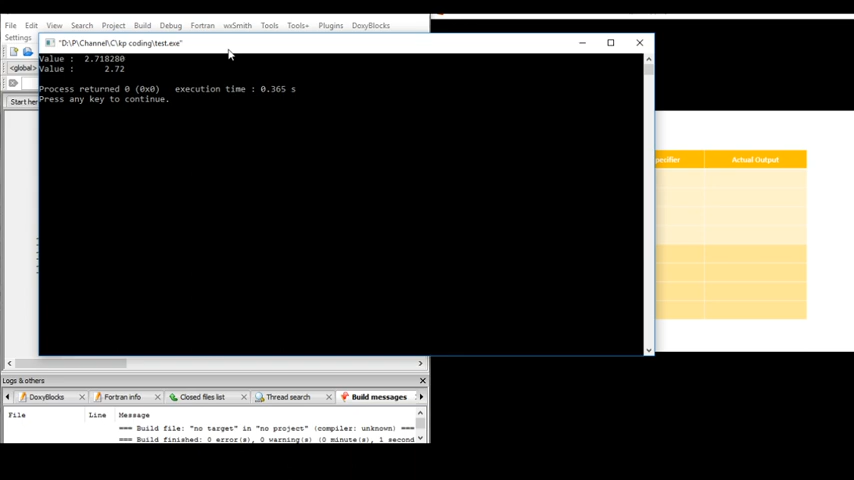 File Edit View Search Project Build Debug Fortran wxSmith Tools Tools+ Plugins DoxyBlocks
Settings
"D:\P\Channel\C\kp coding\test.exe"
<global>
Start her
Value :  2.718280
Value :      2.72
Process returned 0 (0x0)   execution time : 0.365 s
Press any key to continue.
pecifier Actual Output
Logs & others
DoxyBlocks Fortran info Closed files list Thread search Build messages
File Line Message
=== Build file: "no target" in "no project" (compiler: unknown) ===
=== Build finished: 0 error(s), 0 warning(s) (0 minute(s), 1 second